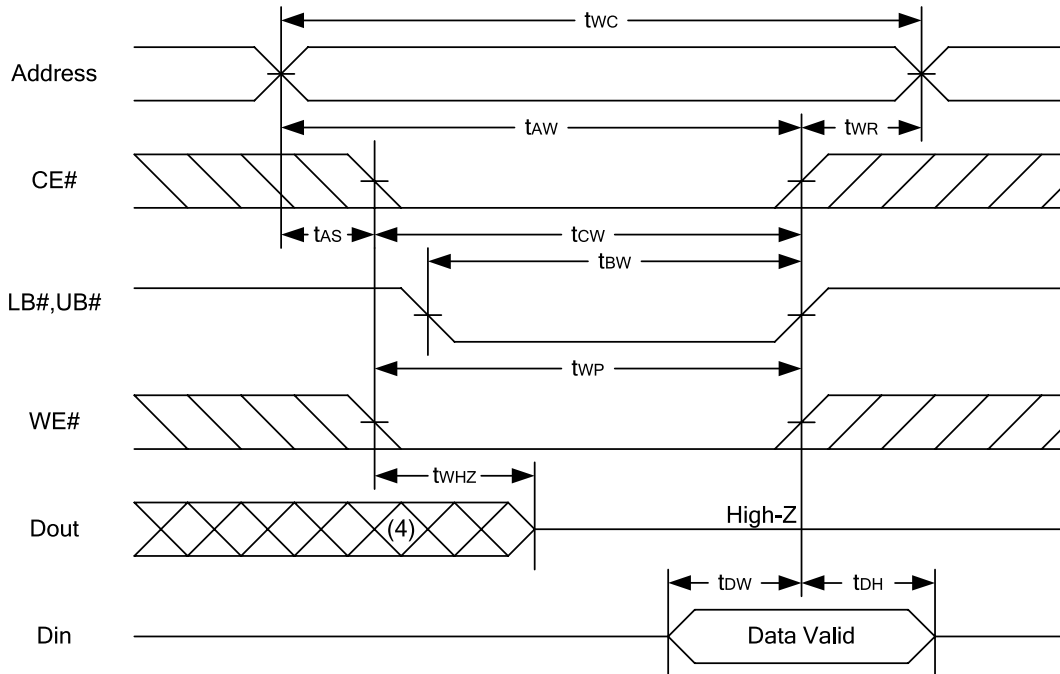 tWC
Address
tAW
tWR
CE#
tAS
tCW
tBW
LB#,UB#
tWP
WE#
tWHZ
Dout
(4)
High-Z
tDW
tDH
Din
Data Valid